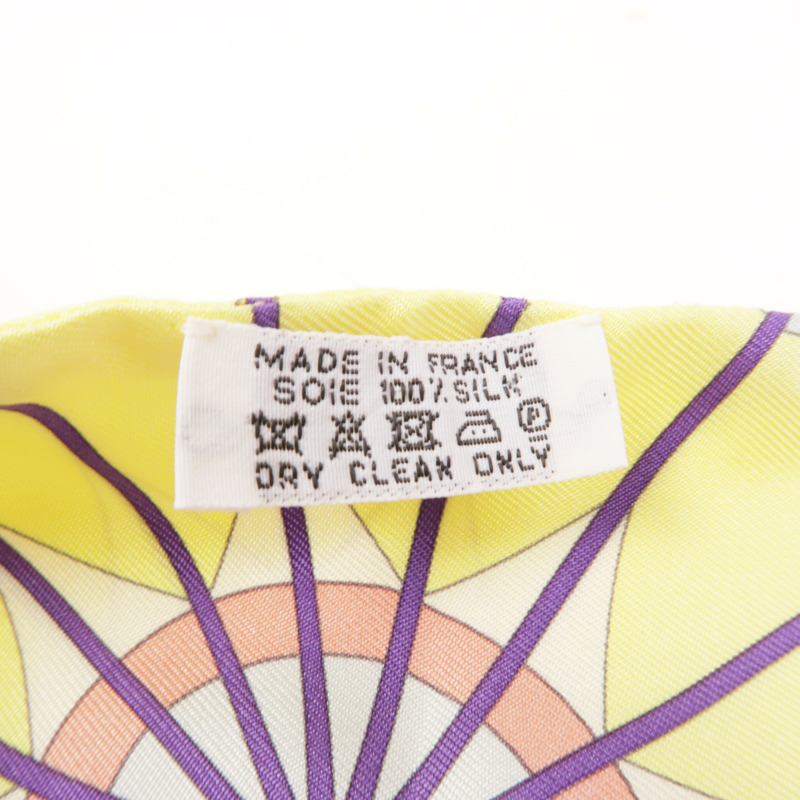 MADE IN FRANCE
SOIE 100% SILK
P
DRY CLEAN ONLY